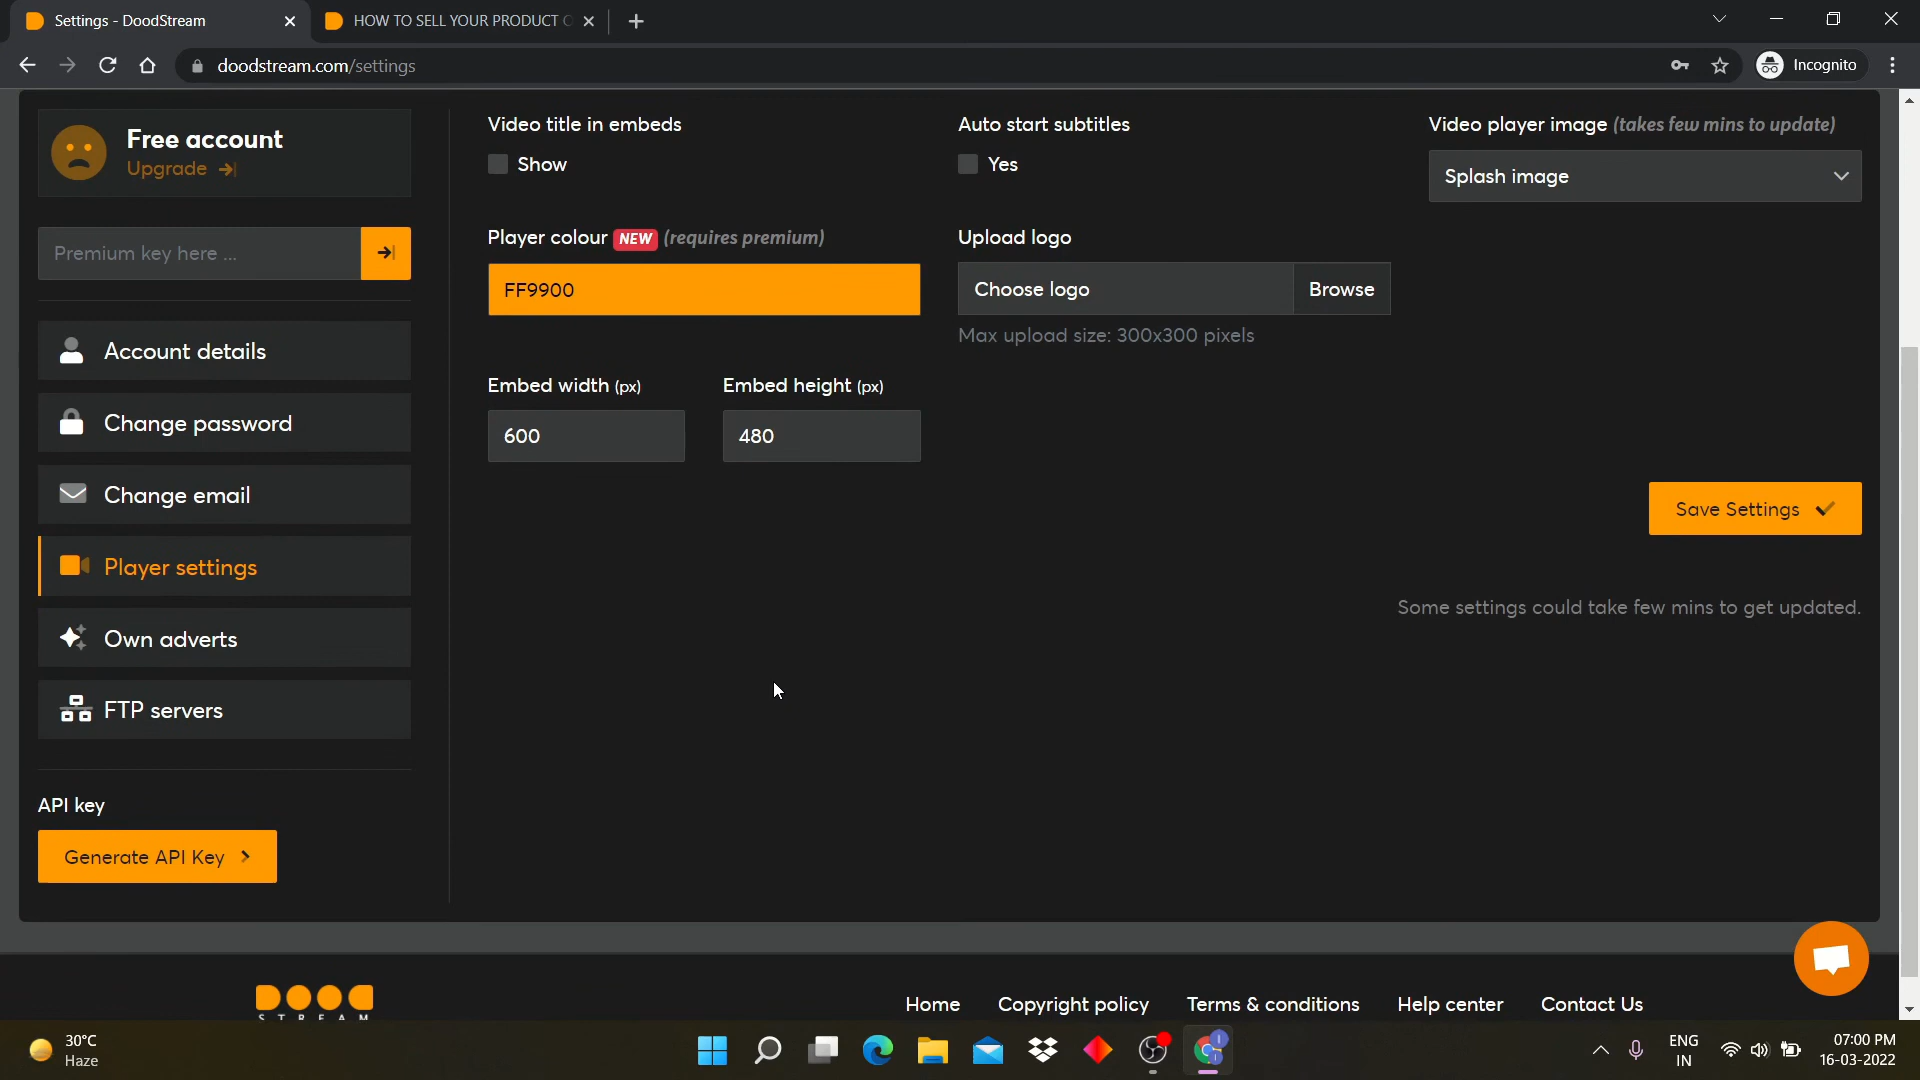 Settings - DoodStream
HOW TO SELL YOUR PRODUCT
doodstream.com/settings
Incognito
Free account
Upgrade
Premium key here ...
Account details
Change password
Change email
Player settings
Own adverts
FTP servers
API key
Generate API Key
Video title in embeds
Show
Auto start subtitles
Yes
Video player image (takes few mins to update)
Splash image
Player colour NEW (requires premium)
FF9900
Upload logo
Choose logo
Browse
Max upload size: 300x300 pixels
Embed width (px)
600
Embed height (px)
480
Save Settings
Some settings could take few mins to get updated.
DOOD
STREAM
Home
Copyright policy
Terms & conditions
Help center
Contact Us
30°C
Haze
ENG
IN
07:00 PM
16-03-2022